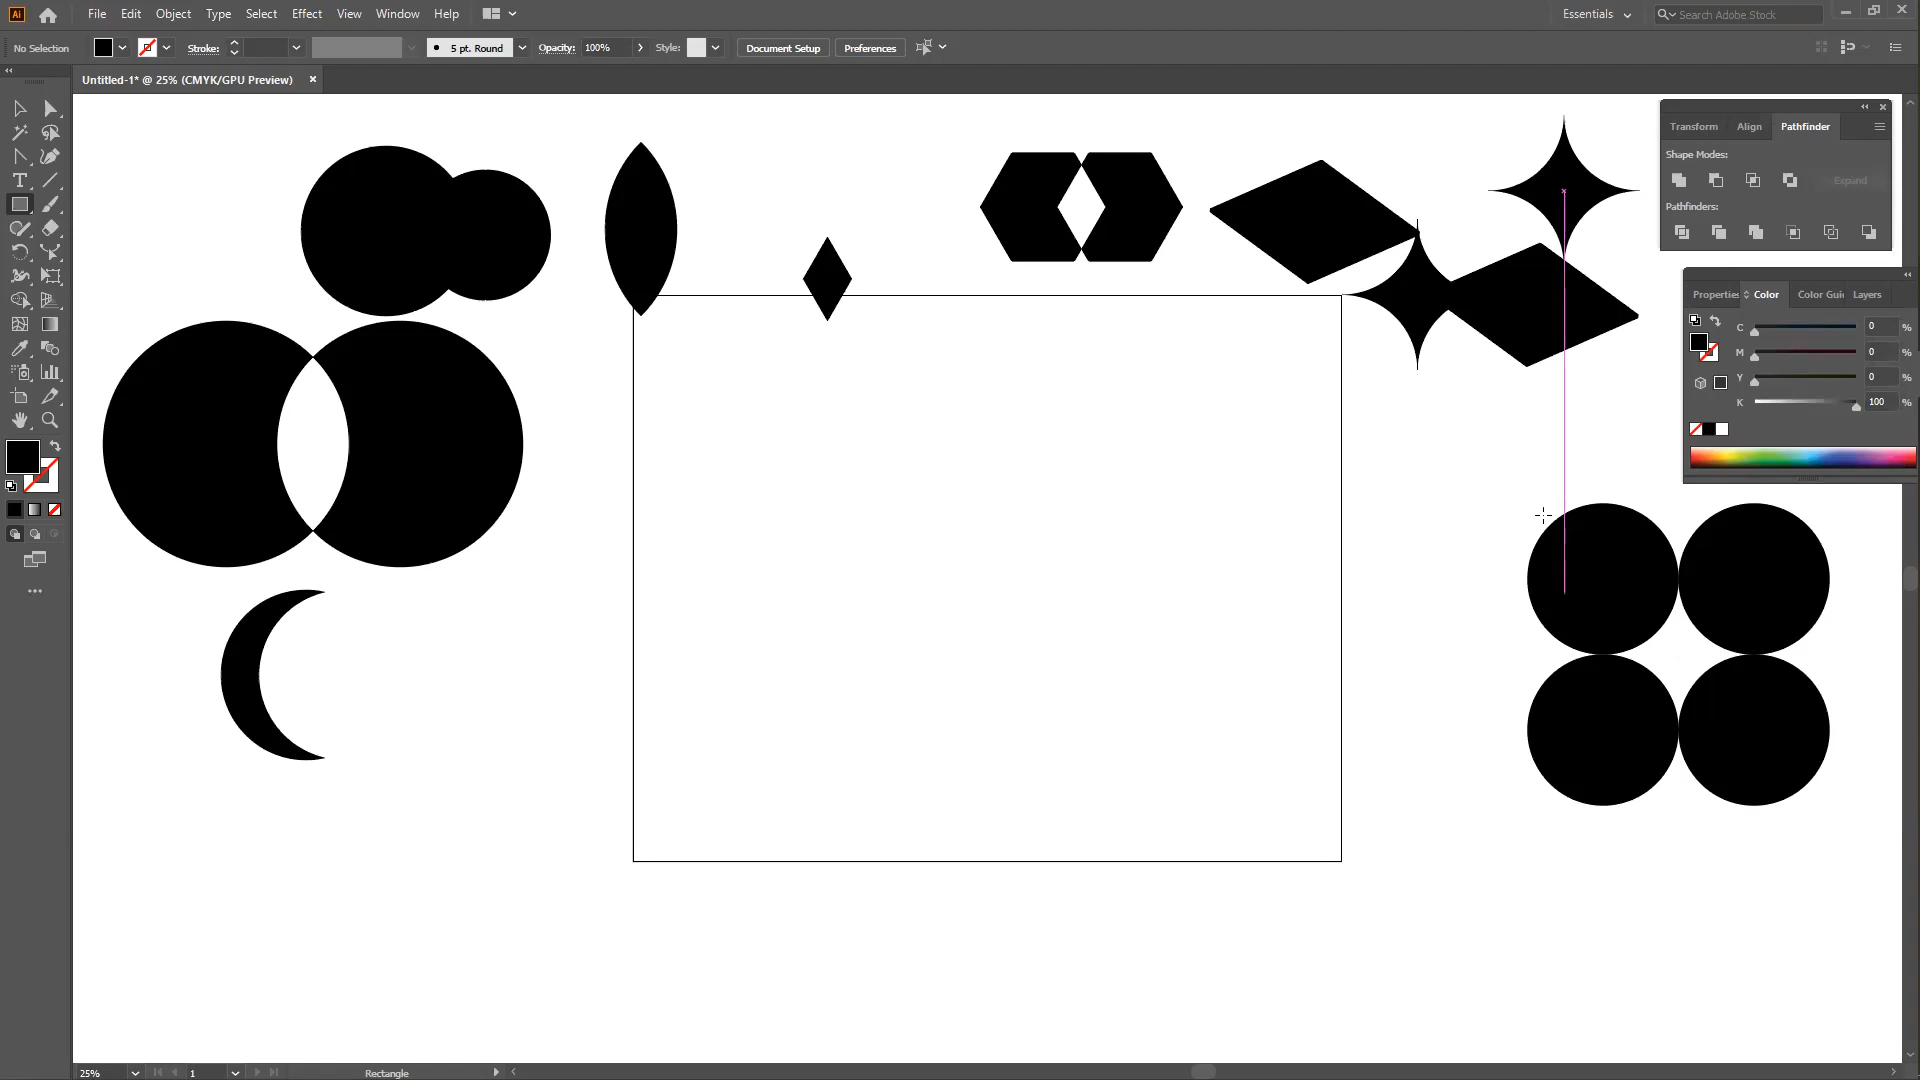 Ai File Edit Object Type Select Effect View Window Help Essentials Search Adobe Stock
No Selection Stroke: 5 pt. Round Opacity: 100% Style: Document Setup Preferences
Untitled-1* @ 25% (CMYK/GPU Preview)
Transform Align Pathfinder
Shape Modes:
Expand
Pathfinders:
Properties Color Color Gui Layers
C 0 %
M 0 %
Y 0 %
K 100 %
25% 1 Rectangle